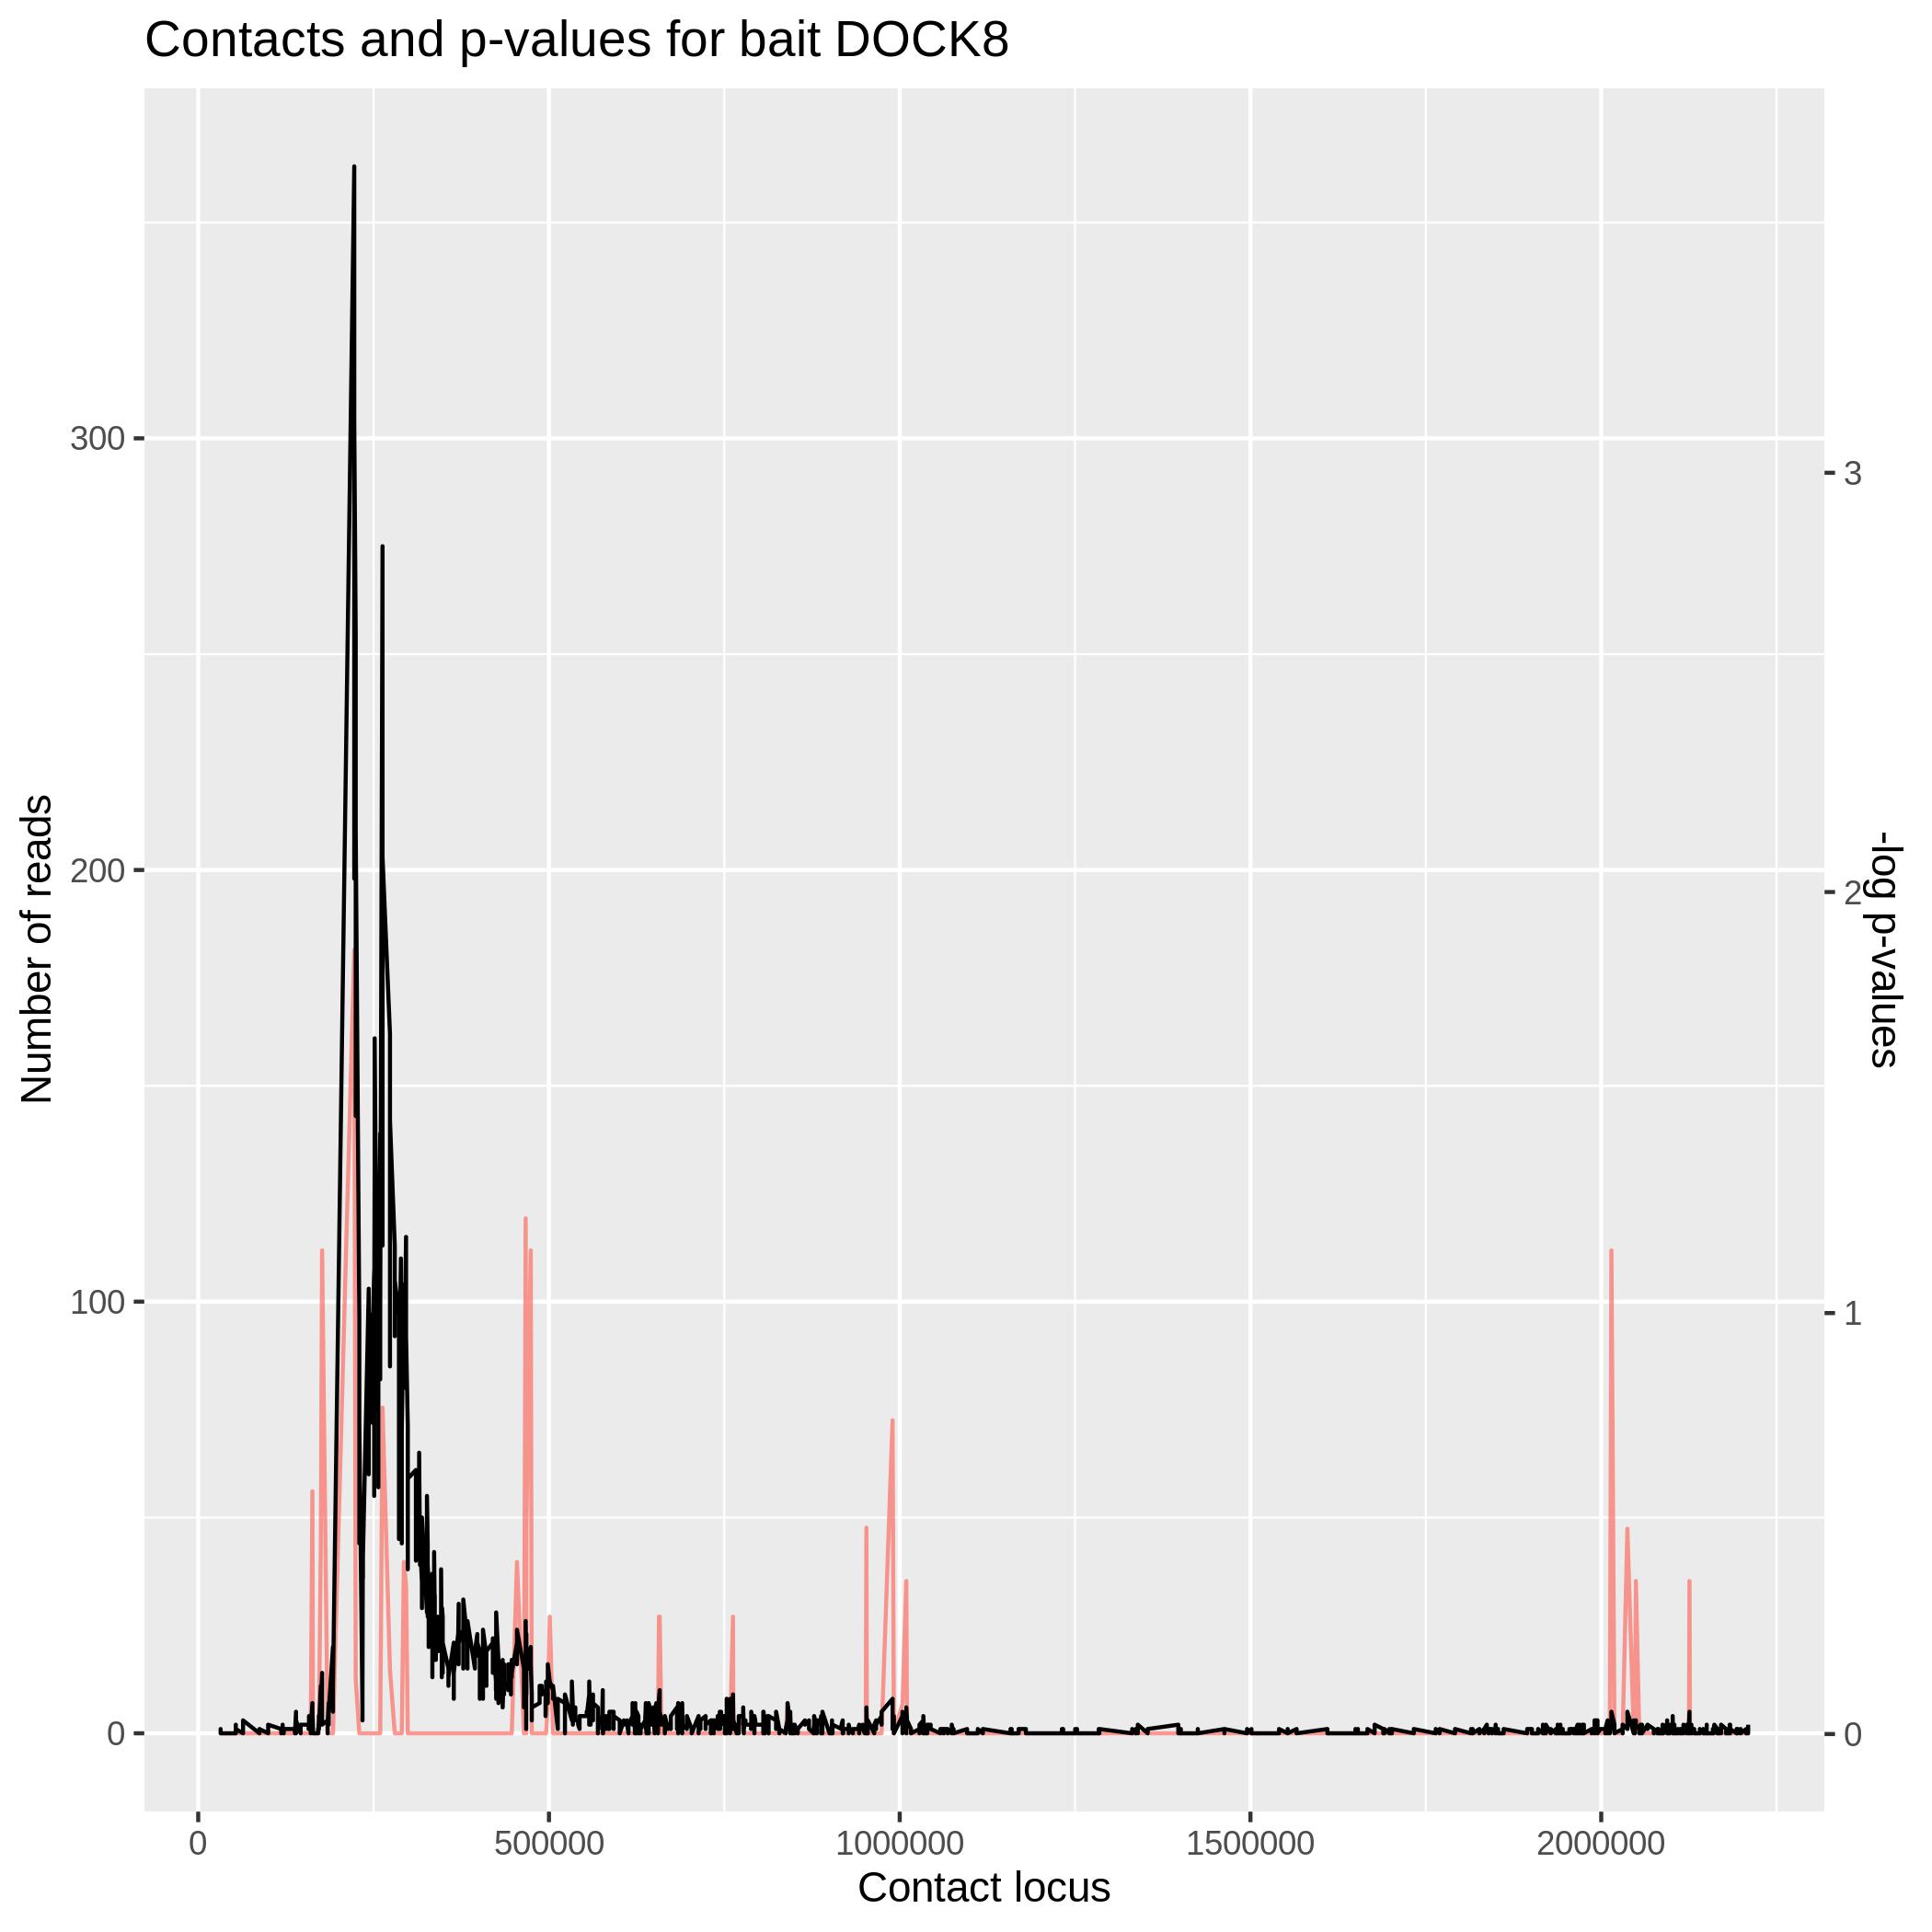 Contacts and p-values for bait DOCK8
Number of reads
300
200
100
0
3
2
1
0
-log p-values
0 500000 1000000 1500000 2000000
Contact locus